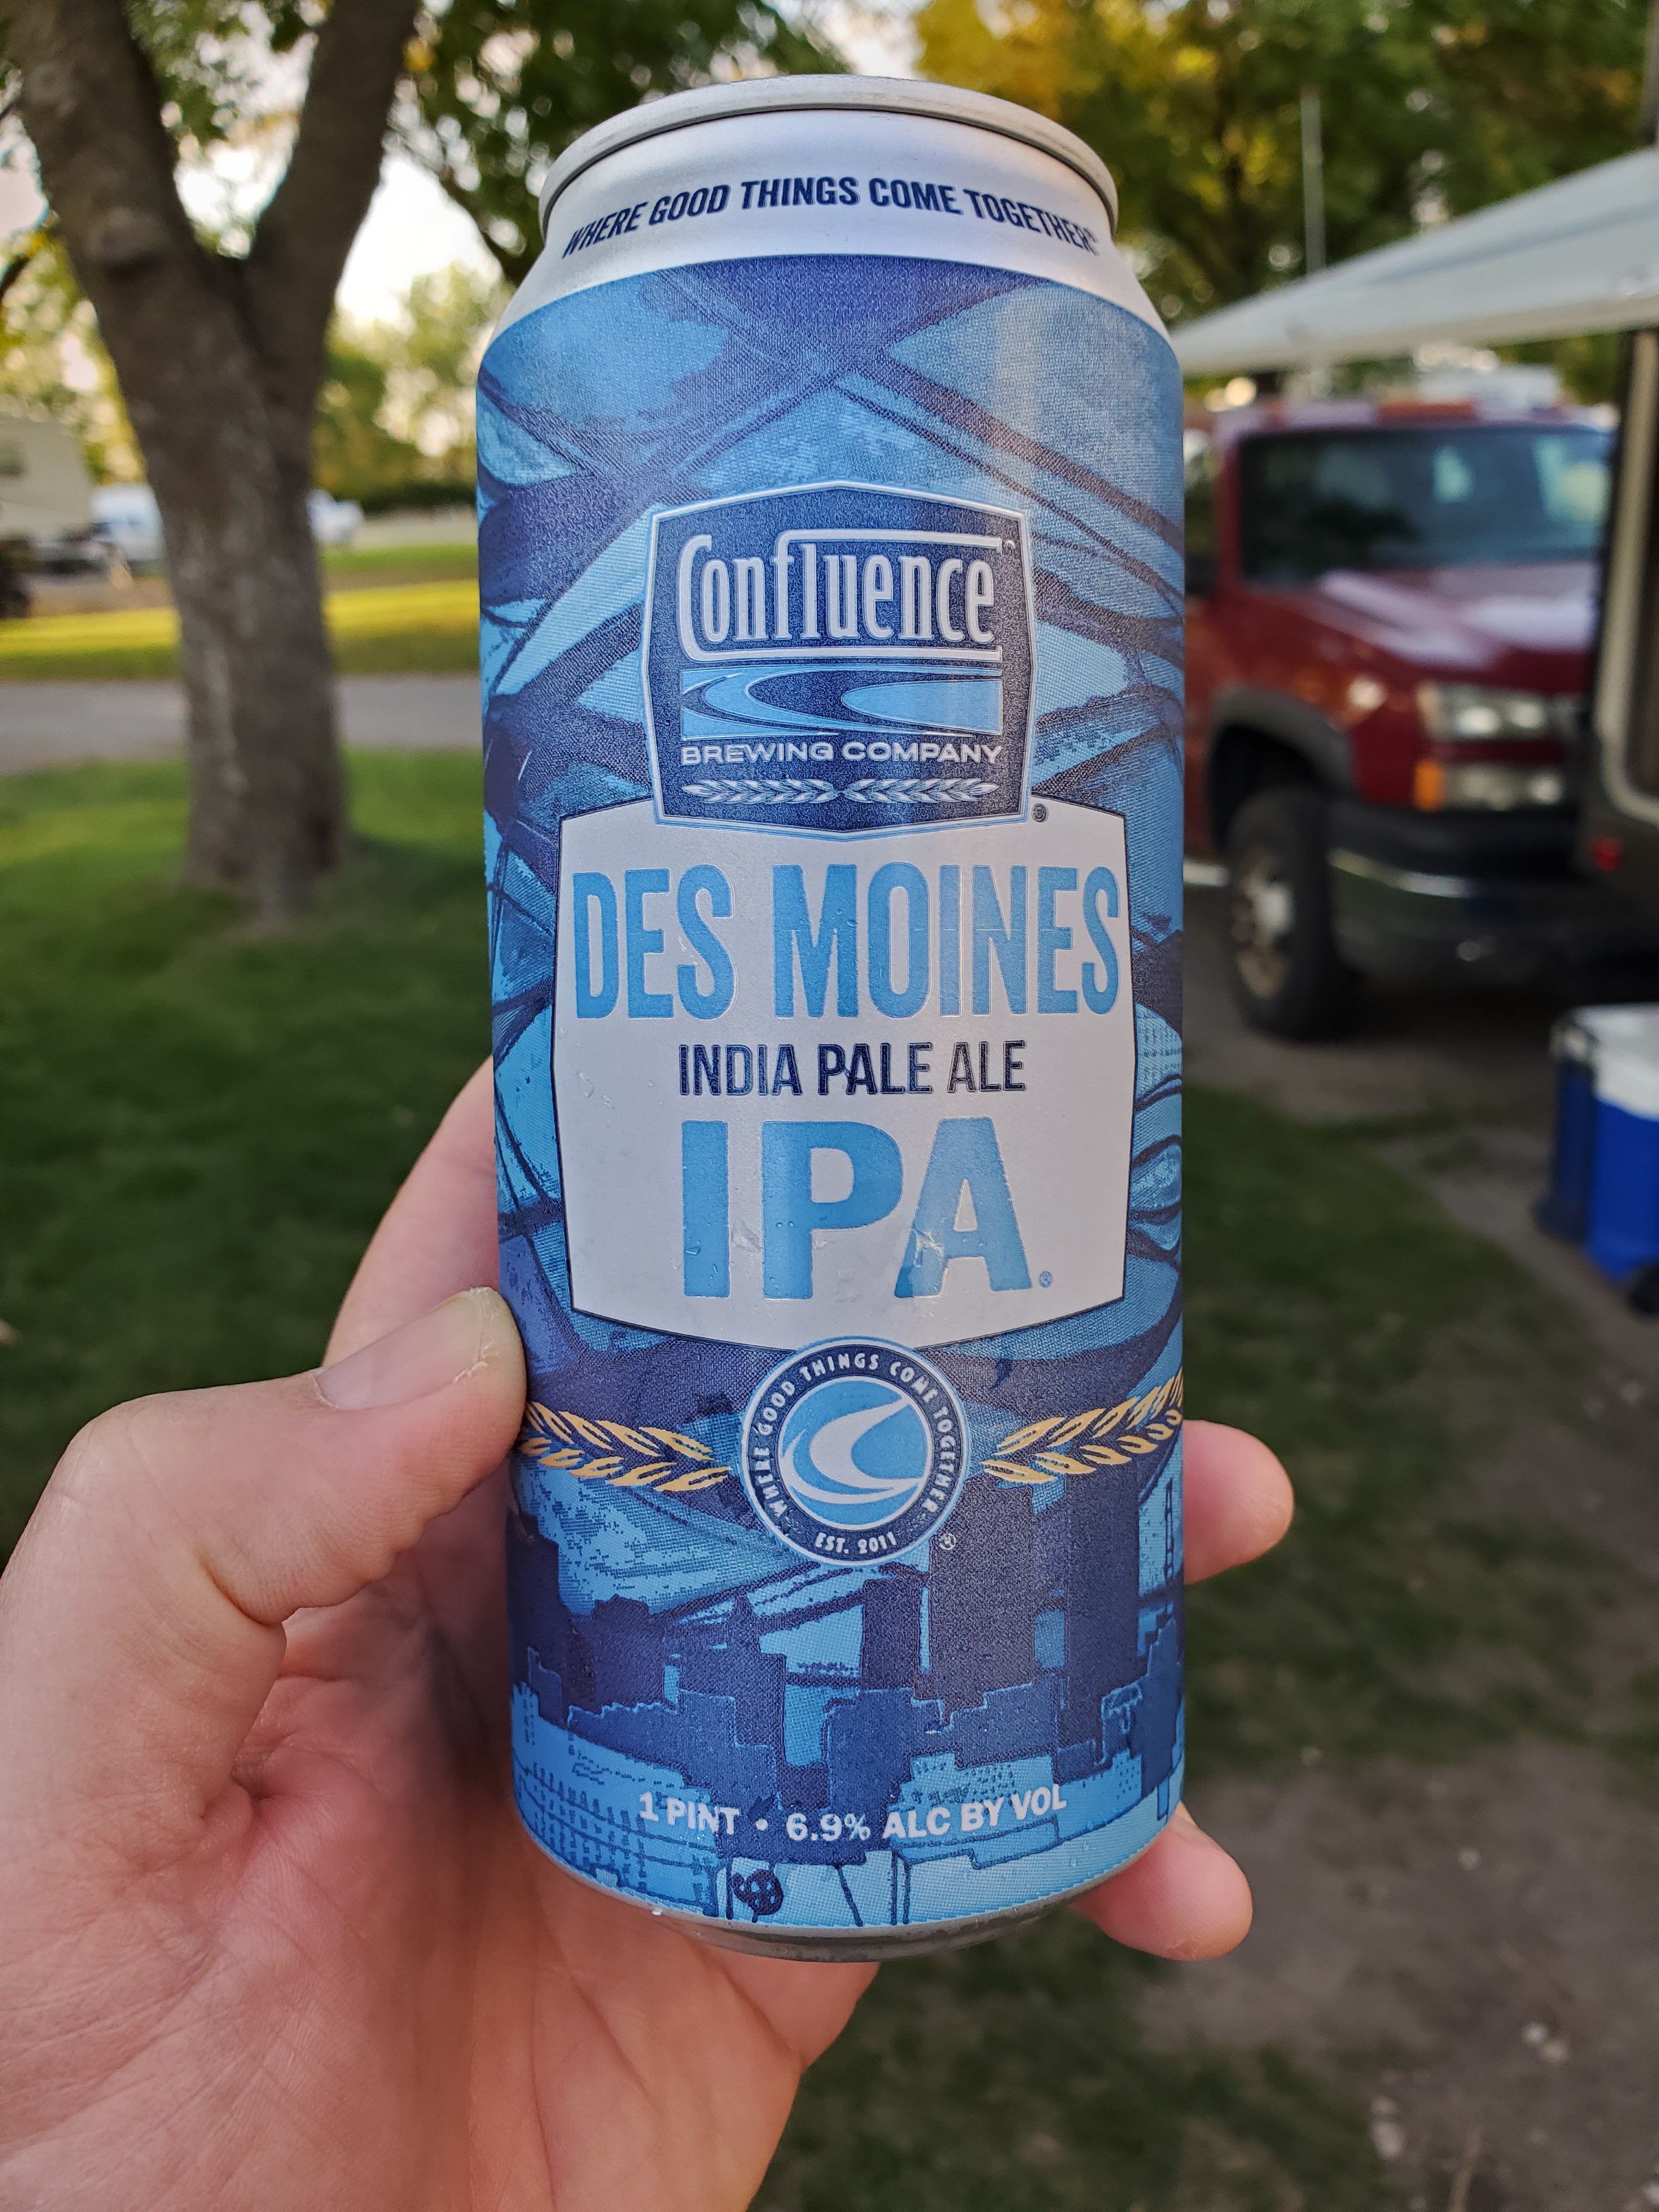 WHERE GOOD THINGS COME TOGETHER®
Confluence
BREWING COMPANY
®
DES MOINES
INDIA PALE ALE
IPA®
WHERE GOOD THINGS COME TOGETHER
EST. 2011
®
1 PINT • 6.9% ALC BY VOL